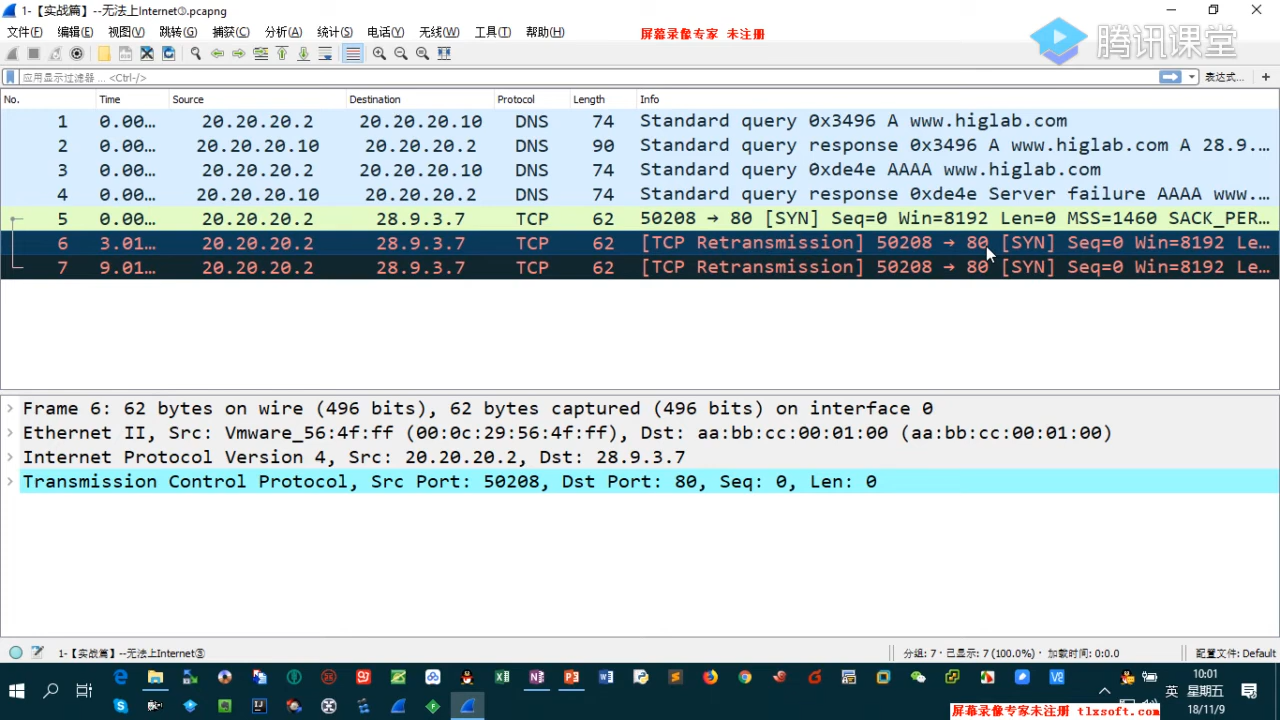 1-【实战篇】--无法上Internet③.pcapng
文件(F) 编辑(E) 视图(V) 跳转(G) 捕获(C) 分析(A) 统计(S) 电话(Y) 无线(W) 工具(T) 帮助(H)
屏幕录像专家 未注册
腾讯课堂
应用显示过滤器 … <Ctrl-/>
表达式…
No. Time Source Destination Protocol Length Info
1 0.00… 20.20.20.2 20.20.20.10 DNS 74 Standard query 0x3496 A www.higlab.com
2 0.00… 20.20.20.10 20.20.20.2 DNS 90 Standard query response 0x3496 A www.higlab.com A 28.9.…
3 0.00… 20.20.20.2 20.20.20.10 DNS 74 Standard query 0xde4e AAAA www.higlab.com
4 0.00… 20.20.20.10 20.20.20.2 DNS 74 Standard query response 0xde4e Server failure AAAA www.…
5 0.00… 20.20.20.2 28.9.3.7 TCP 62 50208 → 80 [SYN] Seq=0 Win=8192 Len=0 MSS=1460 SACK_PER…
6 3.01… 20.20.20.2 28.9.3.7 TCP 62 [TCP Retransmission] 50208 → 80 [SYN] Seq=0 Win=8192 Le…
7 9.01… 20.20.20.2 28.9.3.7 TCP 62 [TCP Retransmission] 50208 → 80 [SYN] Seq=0 Win=8192 Le…
Frame 6: 62 bytes on wire (496 bits), 62 bytes captured (496 bits) on interface 0
Ethernet II, Src: Vmware_56:4f:ff (00:0c:29:56:4f:ff), Dst: aa:bb:cc:00:01:00 (aa:bb:cc:00:01:00)
Internet Protocol Version 4, Src: 20.20.20.2, Dst: 28.9.3.7
Transmission Control Protocol, Src Port: 50208, Dst Port: 80, Seq: 0, Len: 0
1-【实战篇】--无法上Internet③
分组: 7 · 已显示: 7 (100.0%) · 加载时间: 0:0.0
配置文件: Default
英
10:01
星期五
18/11/9
屏幕录像专家未注册 tlxsoft.com